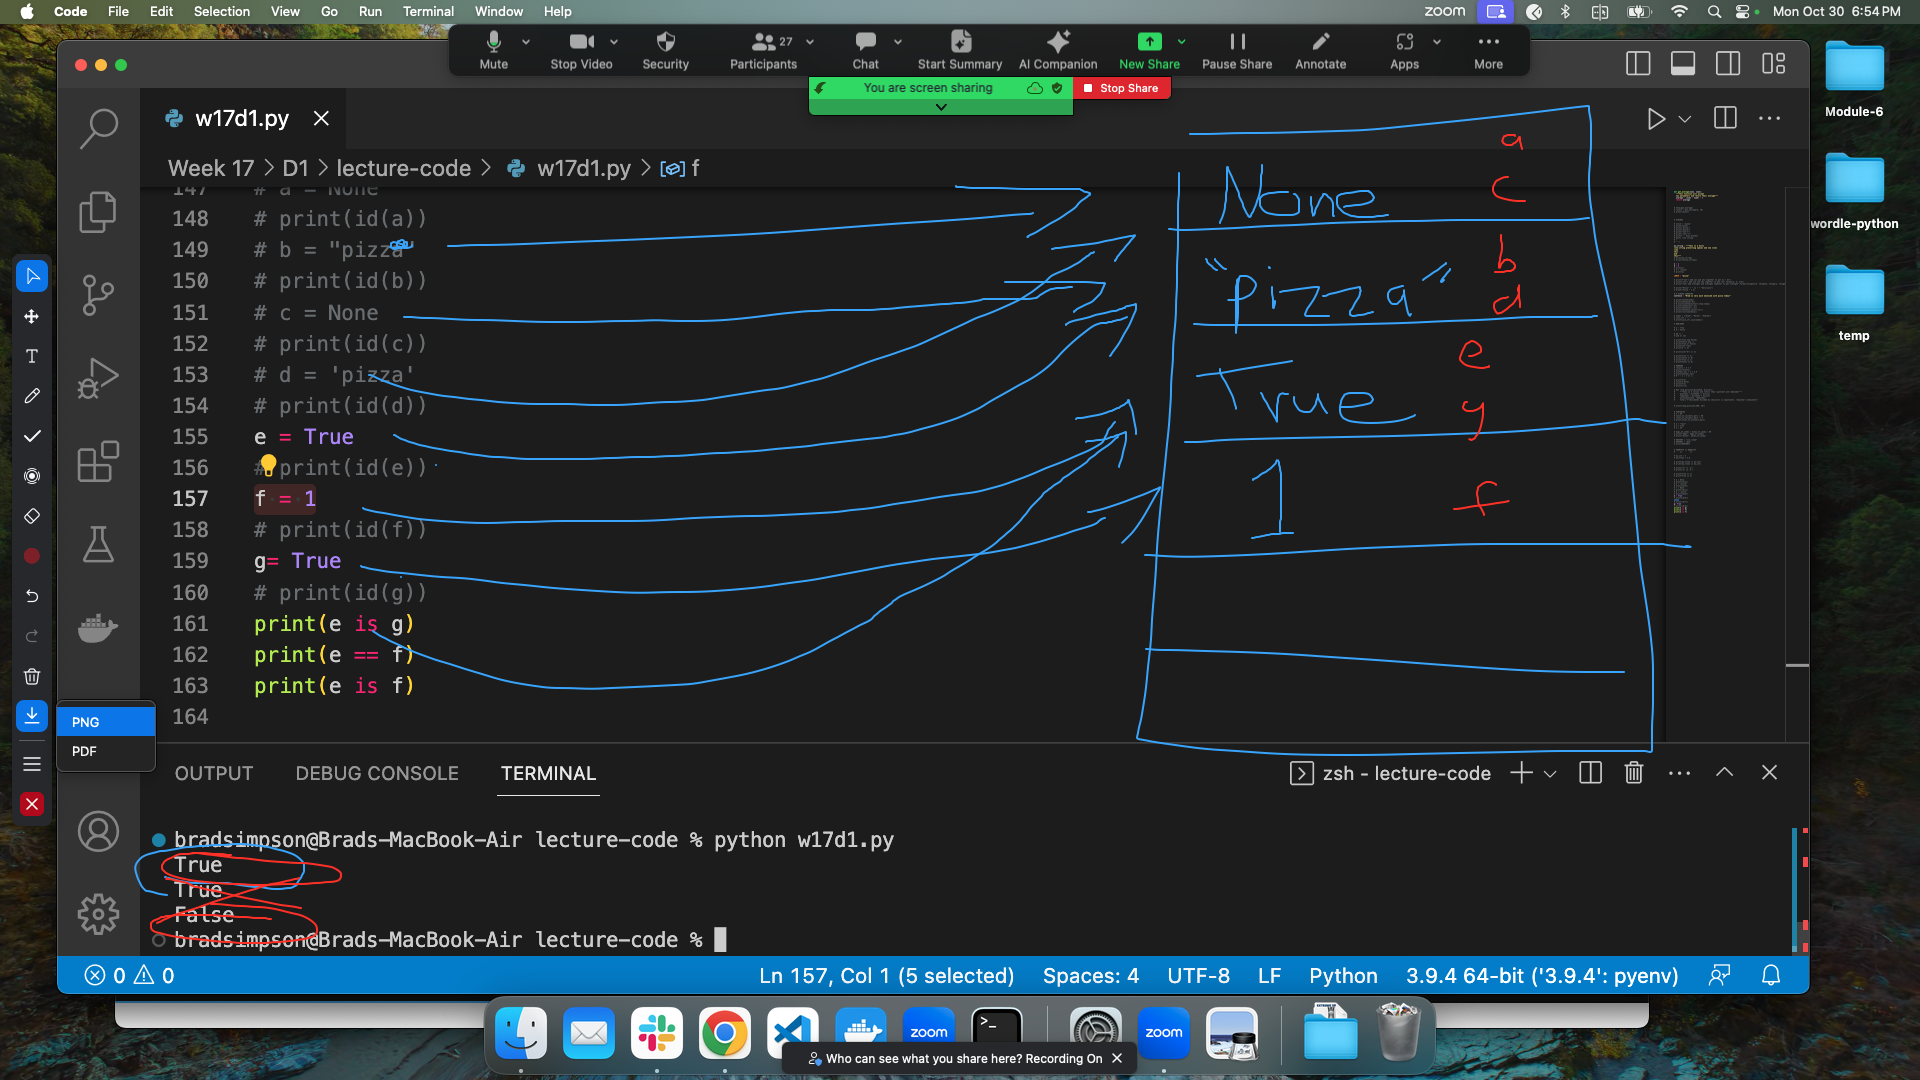 Code File Edit Selection View Go Run Terminal Window Help
zoom Mon Oct 30 6:54 PM
Mute
Stop Video
Security
Participants 27
Chat
Start Summary
AI Companion
New Share
Pause Share
Annotate
Apps
More
You are screen sharing
Stop Share
Module-6
wordle-python
temp
w17d1.py
Week 17 > D1 > lecture-code > w17d1.py > f
147 # a = None
148 # print(id(a))
149 # b = "pizza"
150 # print(id(b))
151 # c = None
152 # print(id(c))
153 # d = 'pizza'
154 # print(id(d))
155 e = True
156 # print(id(e))
157 f = 1
158 # print(id(f))
159 g= True
160 # print(id(g))
161 print(e is g)
162 print(e == f)
163 print(e is f)
164
a
None c
b
"pizza" d
e
True g
1 f
T
PNG
PDF
OUTPUT DEBUG CONSOLE TERMINAL
zsh - lecture-code
bradsimpson@Brads-MacBook-Air lecture-code % python w17d1.py
True
True
False
bradsimpson@Brads-MacBook-Air lecture-code %
0 0
Ln 157, Col 1 (5 selected) Spaces: 4 UTF-8 LF Python 3.9.4 64-bit ('3.9.4': pyenv)
zoom
zoom
Who can see what you share here? Recording On